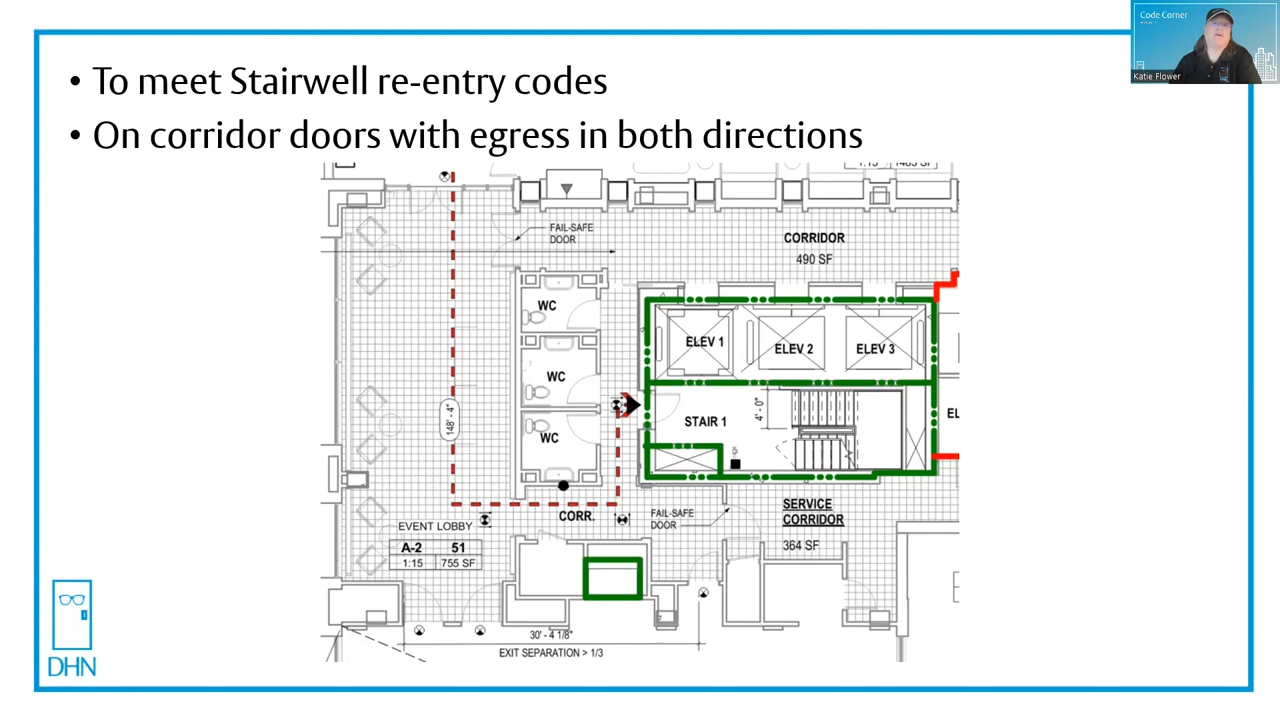 Code Corner
Katie Flower
• To meet Stairwell re-entry codes
• On corridor doors with egress in both directions
FAIL-SAFE
DOOR
CORRIDOR
490 SF
WC
ELEV 1
ELEV 2
ELEV 3
WC
148' - 4"
STAIR 1
4' - 0"
EL
WC
SERVICE
CORRIDOR
364 SF
FAIL-SAFE
DOOR
CORR.
EVENT LOBBY
A-2 51
1:15 755 SF
30' - 4 1/8"
EXIT SEPARATION > 1/3
DHN